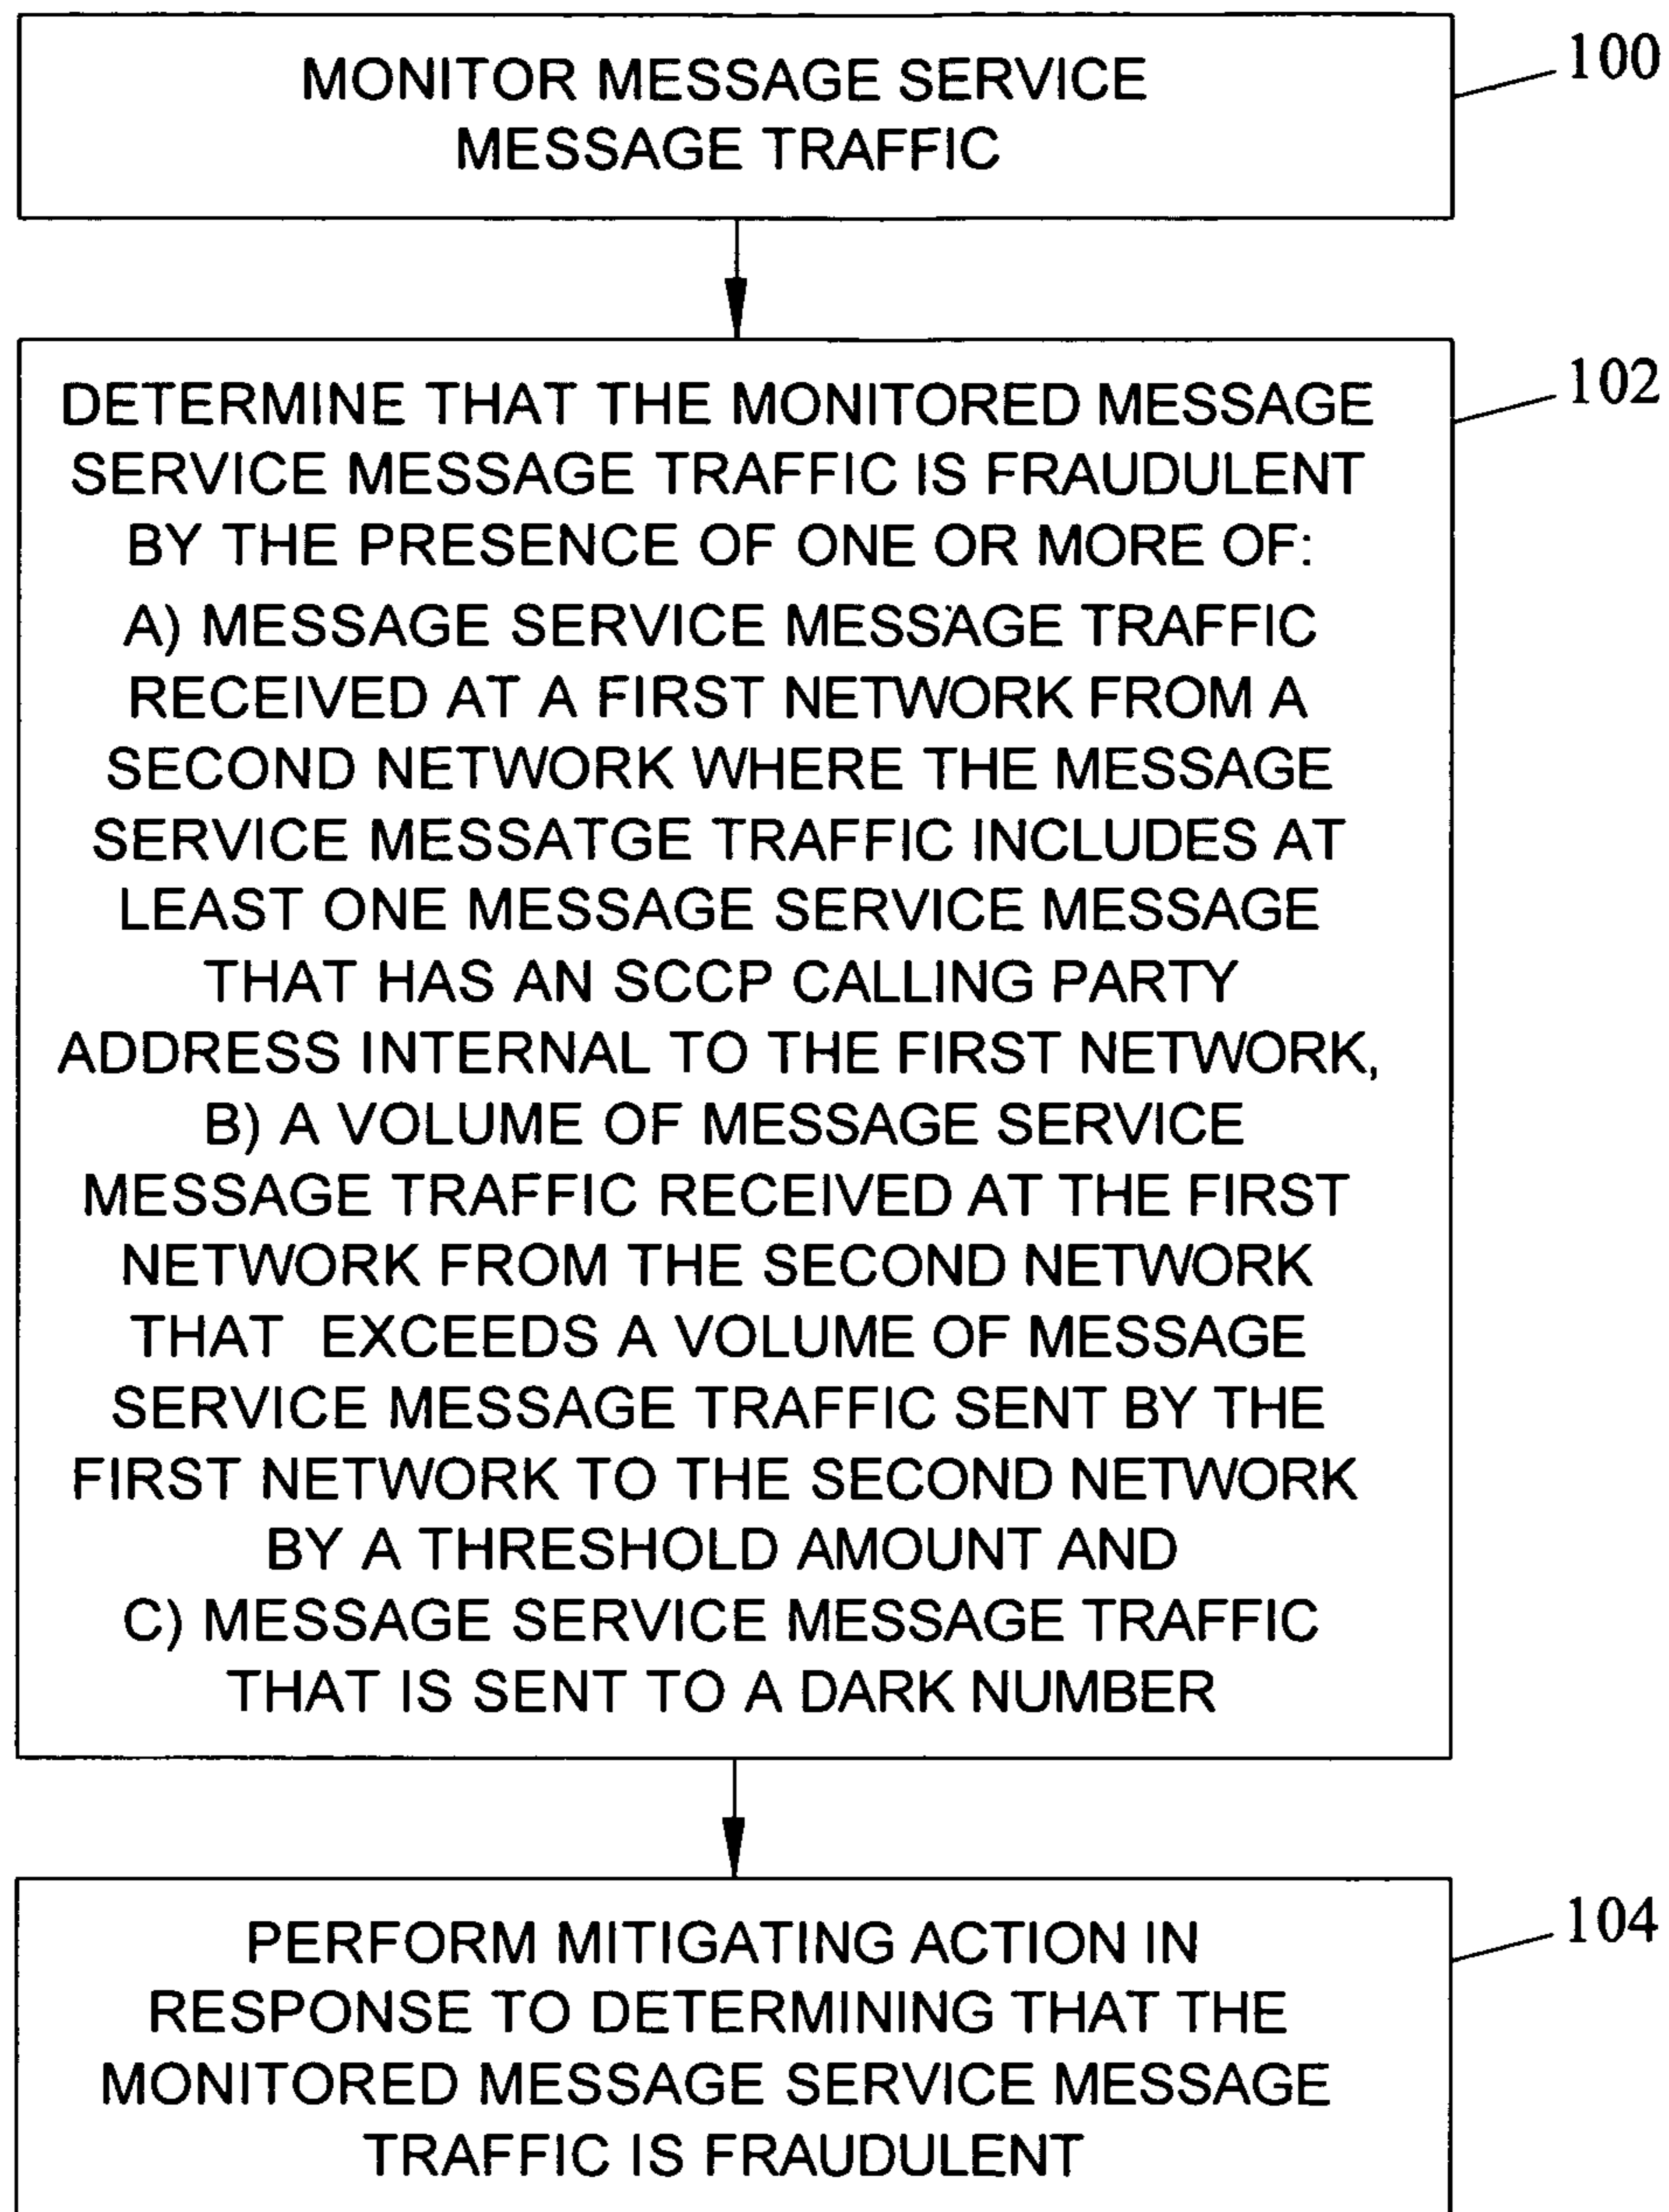 MONITOR MESSAGE SERVICE
MESSAGE TRAFFIC
100
DETERMINE THAT THE MONITORED MESSAGE
SERVICE MESSAGE TRAFFIC IS FRAUDULENT
BY THE PRESENCE OF ONE OR MORE OF:
A) MESSAGE SERVICE MESSAGE TRAFFIC
RECEIVED AT A FIRST NETWORK FROM A
SECOND NETWORK WHERE THE MESSAGE
SERVICE MESSATGE TRAFFIC INCLUDES AT
LEAST ONE MESSAGE SERVICE MESSAGE
THAT HAS AN SCCP CALLING PARTY
ADDRESS INTERNAL TO THE FIRST NETWORK,
B) A VOLUME OF MESSAGE SERVICE
MESSAGE TRAFFIC RECEIVED AT THE FIRST
NETWORK FROM THE SECOND NETWORK
THAT EXCEEDS A VOLUME OF MESSAGE
SERVICE MESSAGE TRAFFIC SENT BY THE
FIRST NETWORK TO THE SECOND NETWORK
BY A THRESHOLD AMOUNT AND
C) MESSAGE SERVICE MESSAGE TRAFFIC
THAT IS SENT TO A DARK NUMBER
102
PERFORM MITIGATING ACTION IN
RESPONSE TO DETERMINING THAT THE
MONITORED MESSAGE SERVICE MESSAGE
TRAFFIC IS FRAUDULENT
104